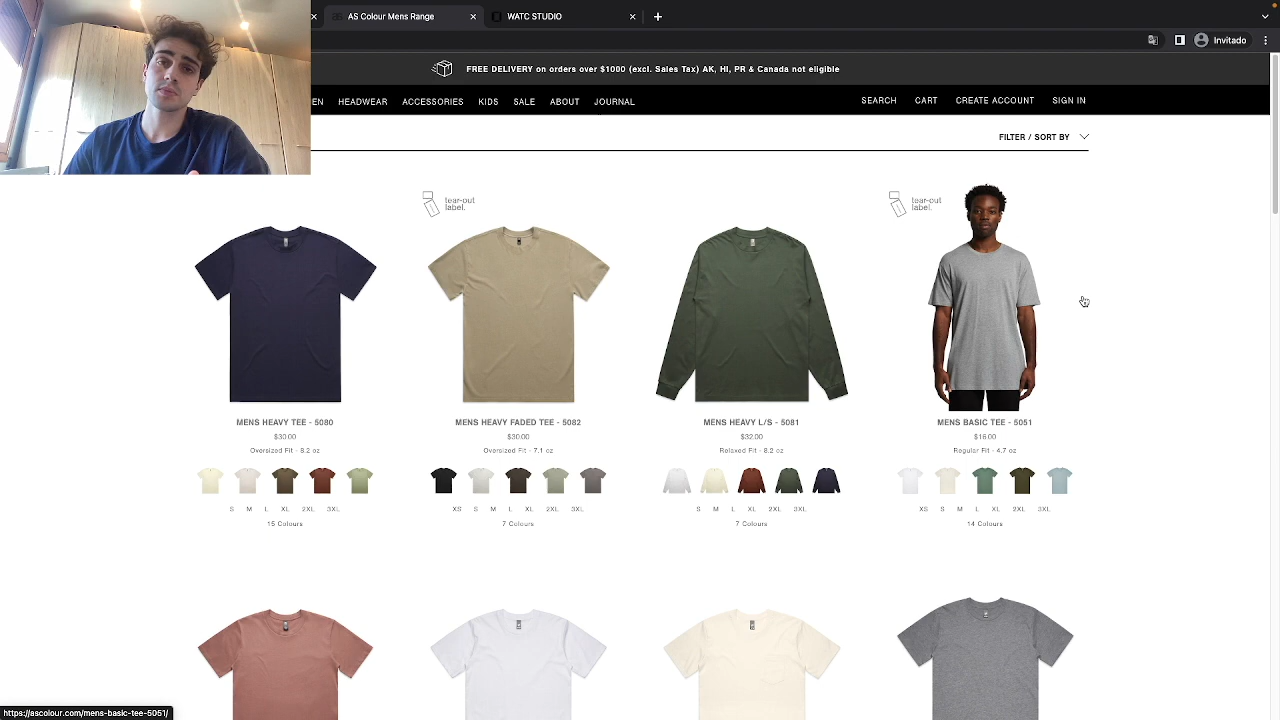 AS Colour Mens Range
WATC STUDIO
Invitado
FREE DELIVERY on orders over $1000 (excl. Sales Tax) AK, HI, PR & Canada not eligible
EN HEADWEAR ACCESSORIES KIDS SALE ABOUT JOURNAL
SEARCH CART CREATE ACCOUNT SIGN IN
FILTER / SORT BY
tear-out
label.
tear-out
label.
MENS HEAVY TEE - 5080
$30.00
Oversized Fit - 8.2 oz
S M L XL 2XL 3XL
15 Colours
MENS HEAVY FADED TEE - 5082
$30.00
Oversized Fit - 7.1 oz
XS S M L XL 2XL 3XL
7 Colours
MENS HEAVY L/S - 5081
$32.00
Relaxed Fit - 8.2 oz
S M L XL 2XL 3XL
7 Colours
MENS BASIC TEE - 5051
$16.00
Regular Fit - 4.7 oz
XS S M L XL 2XL 3XL
14 Colours
https://ascolour.com/mens-basic-tee-5051/